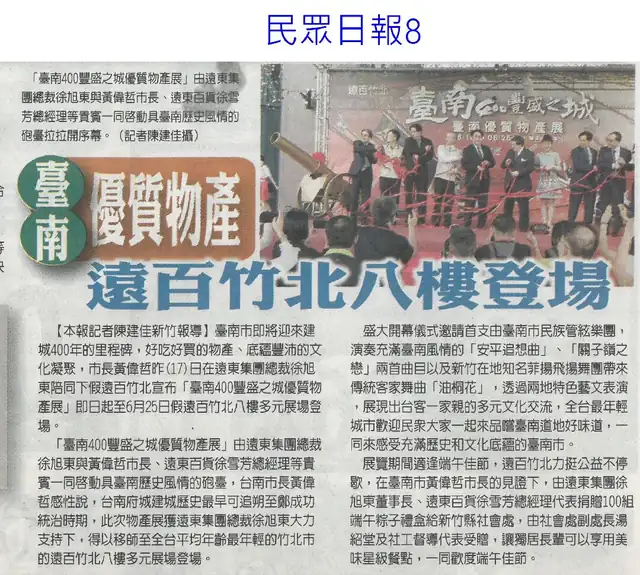 民眾日報8
「臺南400豐盛之城優質物產展」由遠東集
團總裁徐旭東與黃偉哲市長、遠東百貨徐雪
芳總經理等貴賓一同啓動具臺南歷史風情的
砲臺拉拉開序幕。（記者陳建佳攝）
遠百竹北
臺南400豐盛之城
臺南優質物產展
臺南
優質物產
遠百竹北八樓登場
【本報記者陳建佳新竹報導】臺南市即將迎來建
城400年的里程碑，好吃好買的物產、底蘊豐沛的文
化凝聚，市長黃偉哲昨(17)日在遠東集團總裁徐旭
東陪同下假遠百竹北宣布「臺南400豐盛之城優質物
產展」即日起至6月25日假遠百竹北八樓多元展場登
場。
「臺南400豐盛之城優質物產展」由遠東集團總裁
徐旭東與黃偉哲市長、遠東百貨徐雪芳總經理等貴
賓一同啓動具臺南歷史風情的砲臺，台南市長黃偉
哲感性說，台南府城建城歷史最早可追朔至鄭成功
統治時期，此次物產展獲遠東集團總裁徐旭東大力
支持下，得以移師至全台平均年齡最年輕的竹北市
的遠百竹北八樓多元展場登場。
盛大開幕儀式邀請首支由臺南市民族管絃樂團，
演奏充滿臺南風情的「安平追想曲」、「關子嶺之
戀」兩首曲目以及新竹在地知名菲揚飛揚舞團帶來
傳統客家舞曲「油桐花」，透過兩地特色藝文表演
，展現出台客一家親的多元文化交流，全台最年輕
城市歡迎民眾大家一起來品嚐臺南道地好味道，一
同來感受充滿歷史和文化底蘊的臺南市。
展覽期間適逢端午佳節，遠百竹北力挺公益不停
歇，在臺南市黃偉哲市長的見證下，由遠東集團徐
旭東董事長、遠東百貨徐雪芳總經理代表捐贈100組
端午粽子禮盒給新竹縣社會處，由社會處副處長湯
紹堂及社工督導代表受贈，讓獨居長輩可以享用美
味星級餐點，一同歡度端午佳節。